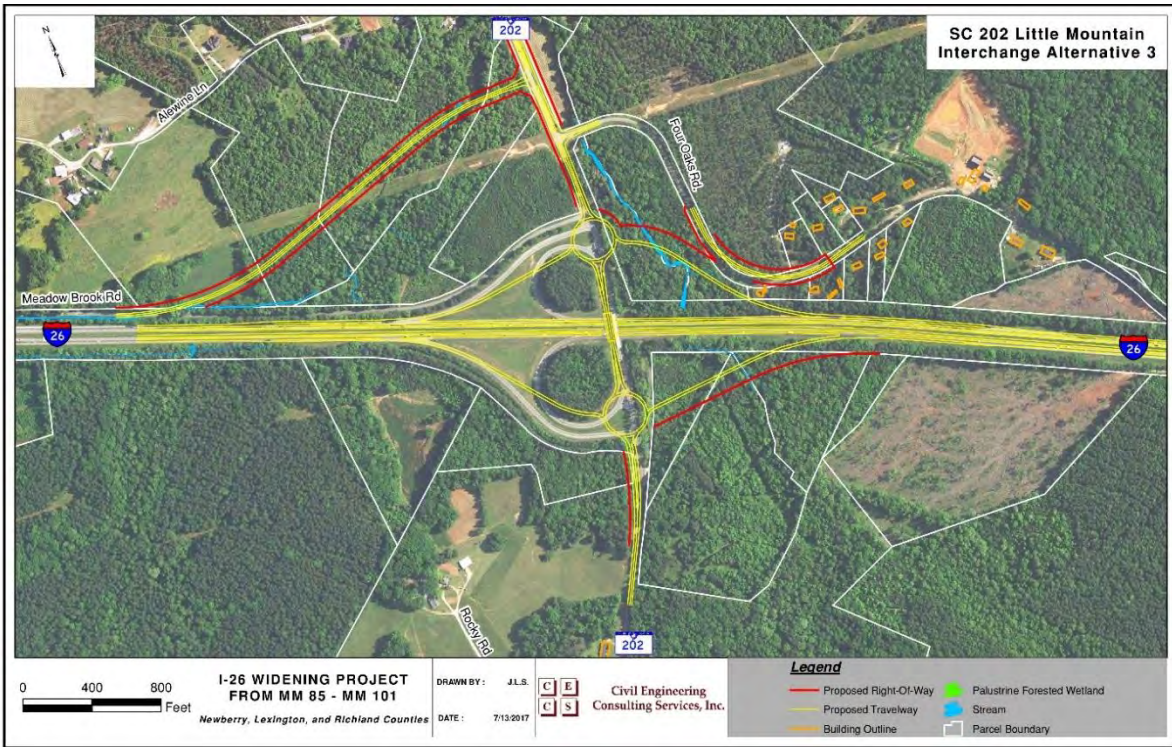 N
202
SC 202 Little Mountain
Interchange Alternative 3
Alewine Ln
Four Oaks Rd.
Meadow Brook Rd
26
26
Rocky Rd
202
0 400 800
Feet
I-26 WIDENING PROJECT
FROM MM 85 - MM 101
Newberry, Lexington, and Richland Counties
DRAWN BY : J.L.S.
DATE : 7/13/2017
C E
C S
Civil Engineering
Consulting Services, Inc.
Legend
Proposed Right-Of-Way
Proposed Travelway
Building Outline
Palustrine Forested Wetland
Stream
Parcel Boundary